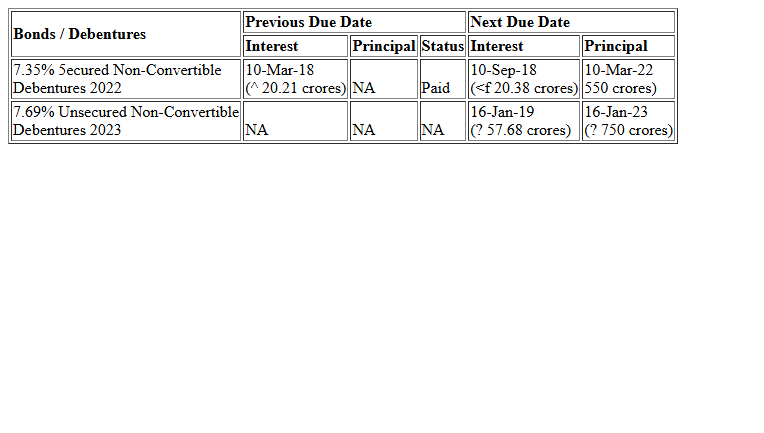 Bonds / Debentures
Previous Due Date
Next Due Date
Interest
Principal
Status
Interest
Principal
7.35% 5ecured Non-Convertible
Debentures 2022
10-Mar-18
(^ 20.21 crores)
NA
Paid
10-Sep-18
(<f 20.38 crores)
10-Mar-22
550 crores)
7.69% Unsecured Non-Convertible
Debentures 2023
NA
NA
NA
16-Jan-19
(? 57.68 crores)
16-Jan-23
(? 750 crores)